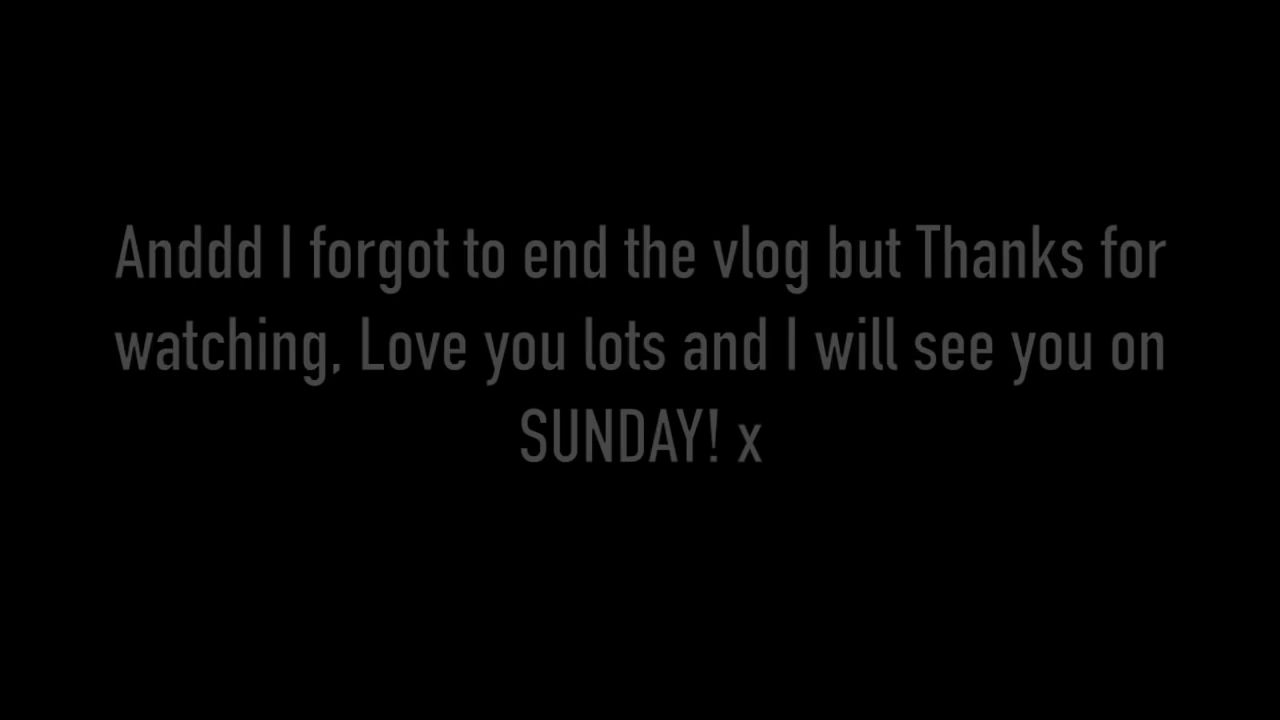 Anddd I forgot to end the vlog but Thanks for
watching, Love you lots and I will see you on
SUNDAY! x